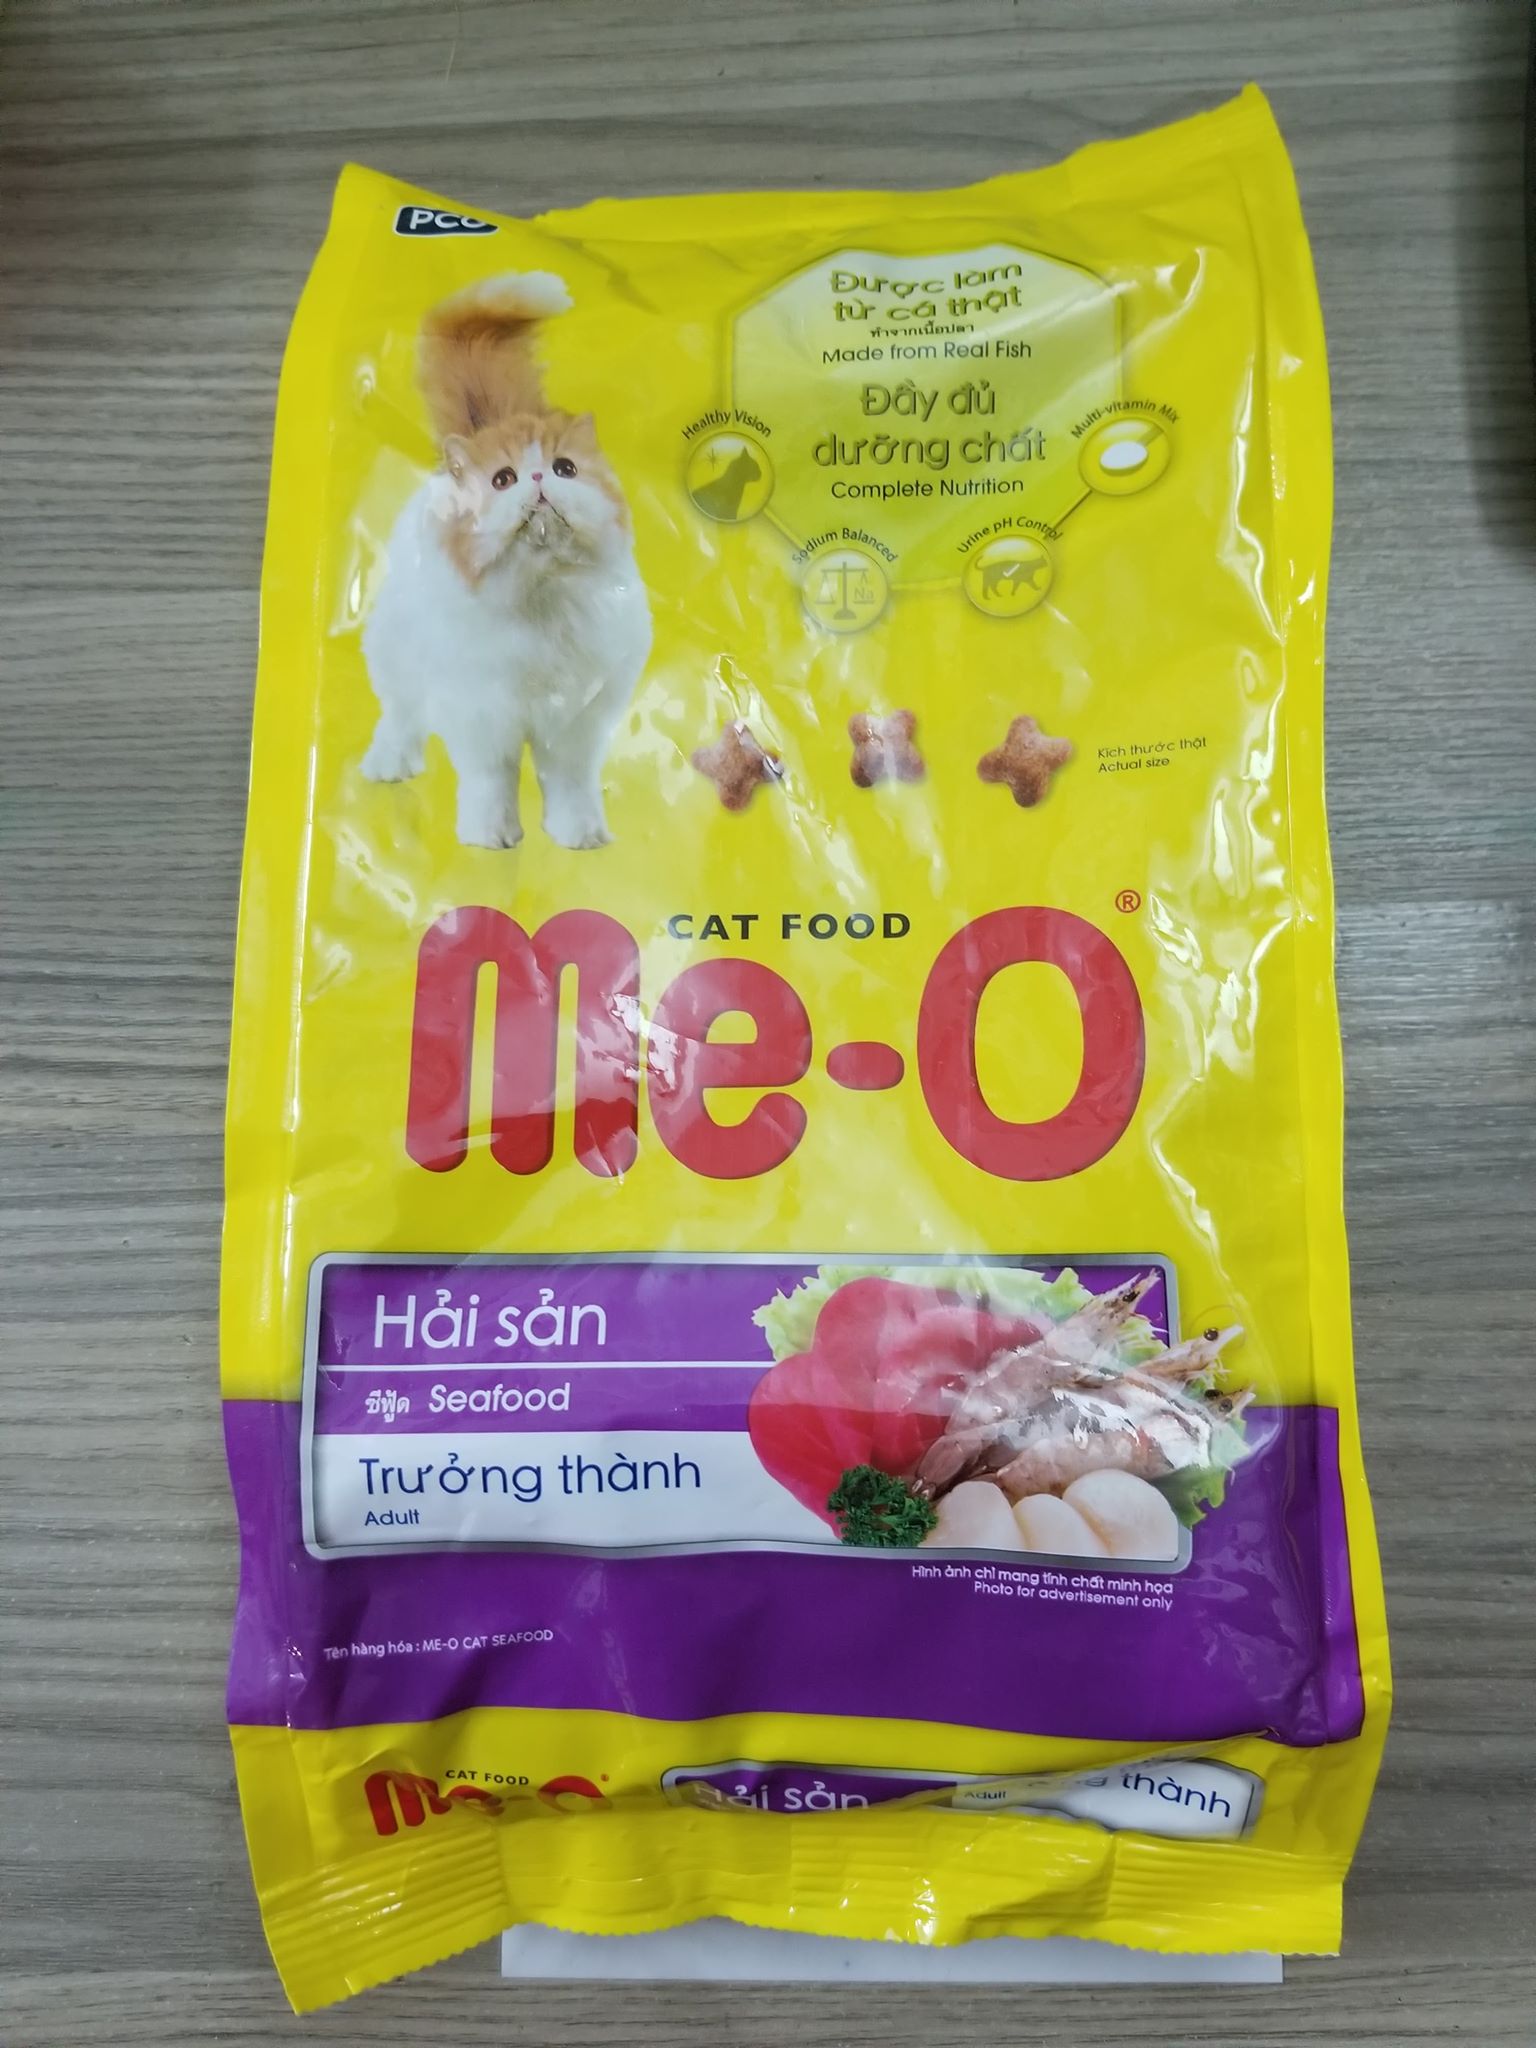 PCG
Được làm
từ cá thật
ทำจากเนื้อปลา
Made from Real Fish
Đầy đủ
dưỡng chất
Complete Nutrition
Healthy Vision
Sodium Balanced
Na
Urine pH Control
Multi-vitamin Mix
Kích thước thật
Actual size
CAT FOOD
Me-O®
Hải sản
ซีฟู้ด Seafood
Trưởng thành
Adult
Hình ảnh chỉ mang tính chất minh họa
Photo for advertisement only
Tên hàng hóa : ME-O CAT SEAFOOD
CAT FOOD
Me-O®
Hải sản
Adult
thành